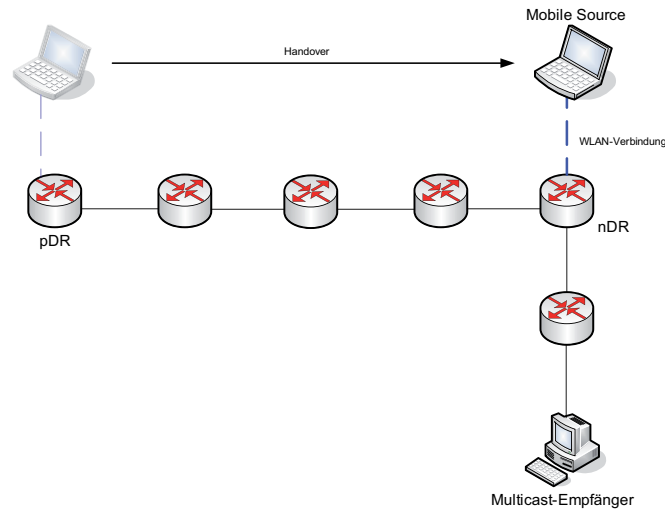 Mobile Source
Handover
WLAN-Verbindung
pDR
nDR
Multicast-Empfänger